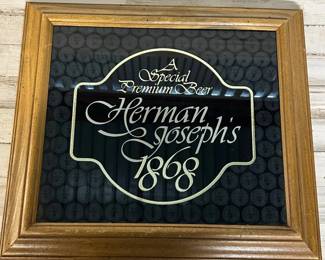 A
Special
Premium Beer
Herman
Joseph's
1868